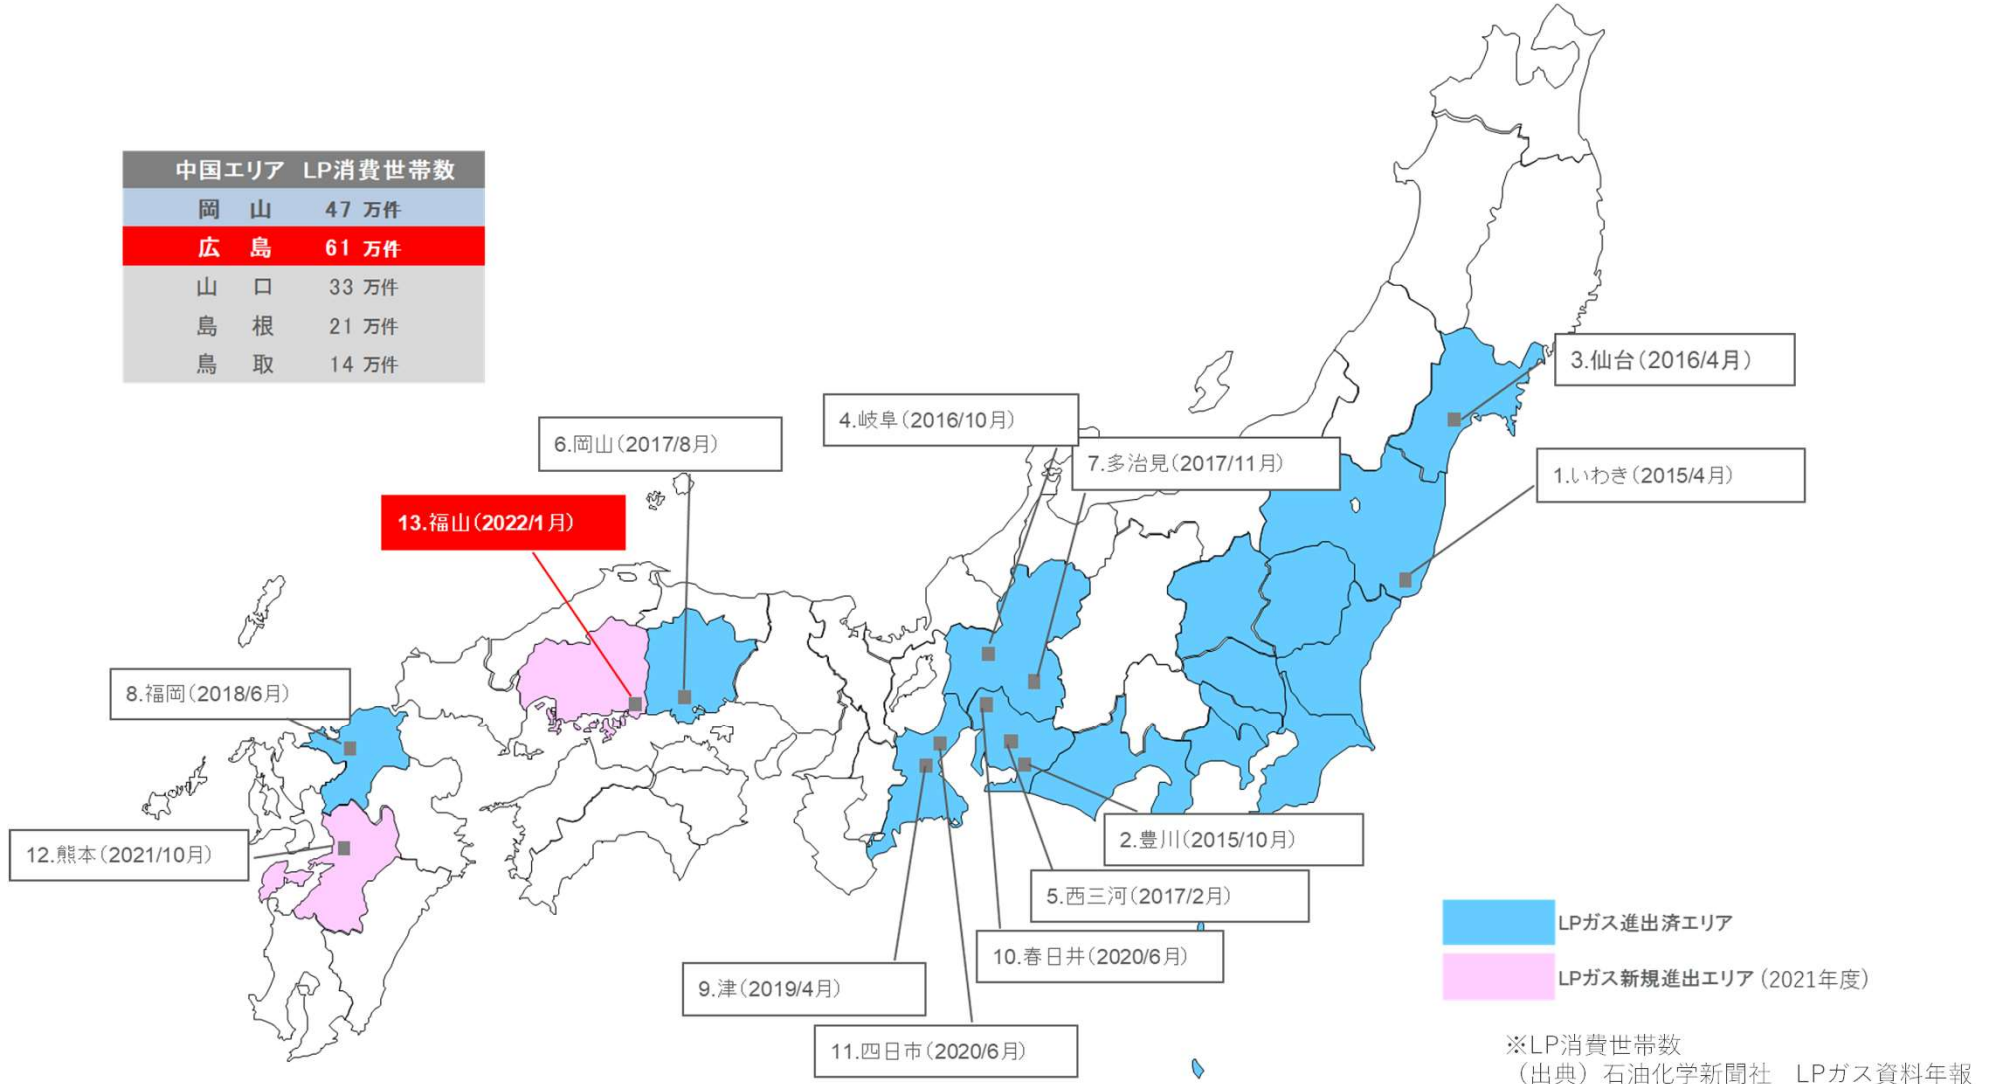 中国エリア LP消費世帯数
岡 山 47 万件
広 島 61 万件
山 口 33 万件
島 根 21 万件
鳥 取 14 万件
3.仙台(2016/4月)
4.岐阜(2016/10月)
6.岡山(2017/8月)
7.多治見(2017/11月)
1.いわき(2015/4月)
13.福山(2022/1月)
8.福岡(2018/6月)
12.熊本(2021/10月)
2.豊川(2015/10月)
5.西三河(2017/2月)
10.春日井(2020/6月)
9.津(2019/4月)
11.四日市(2020/6月)
LPガス進出済エリア
LPガス新規進出エリア (2021年度)
※LP消費世帯数
(出典) 石油化学新聞社 LPガス資料年報